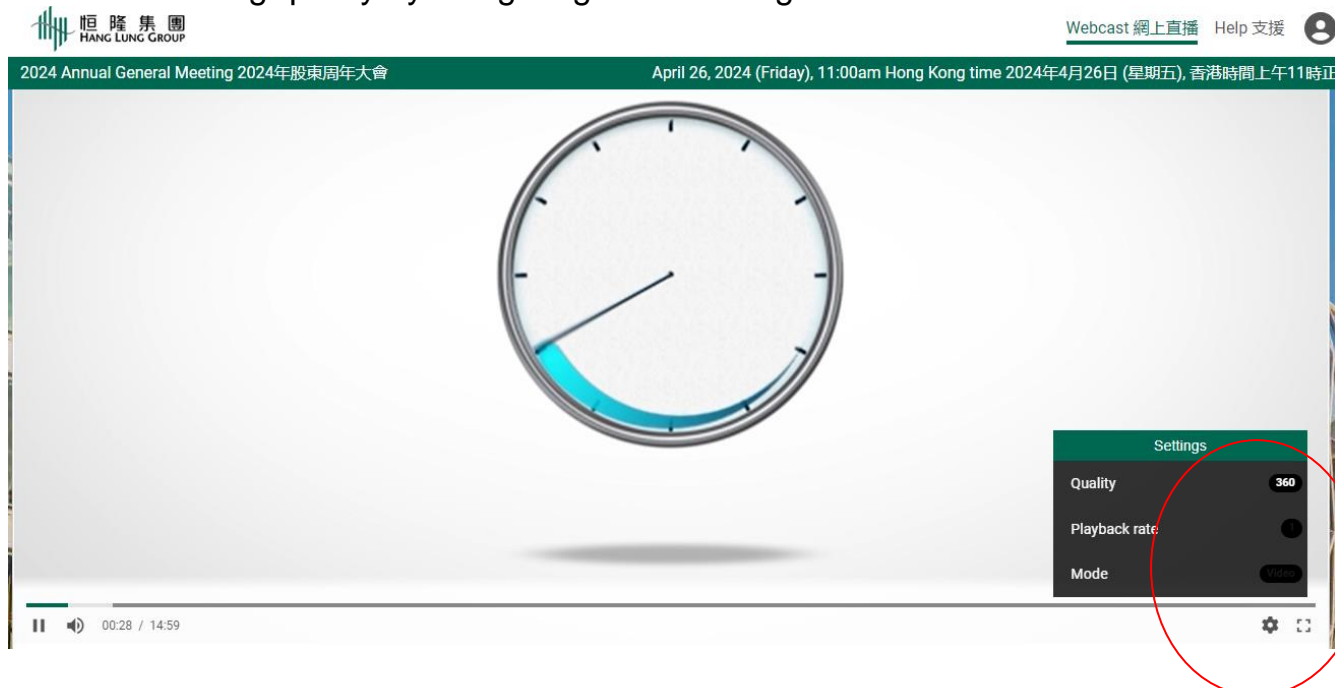 恒隆集團
HANG LUNG GROUP
Webcast 網上直播 Help 支援
2024 Annual General Meeting 2024年股東周年大會
April 26, 2024 (Friday), 11:00am Hong Kong time 2024年4月26日 (星期五), 香港時間上午11時正
Settings
Quality 360
Playback rate 1
Mode Video
00:28 / 14:59